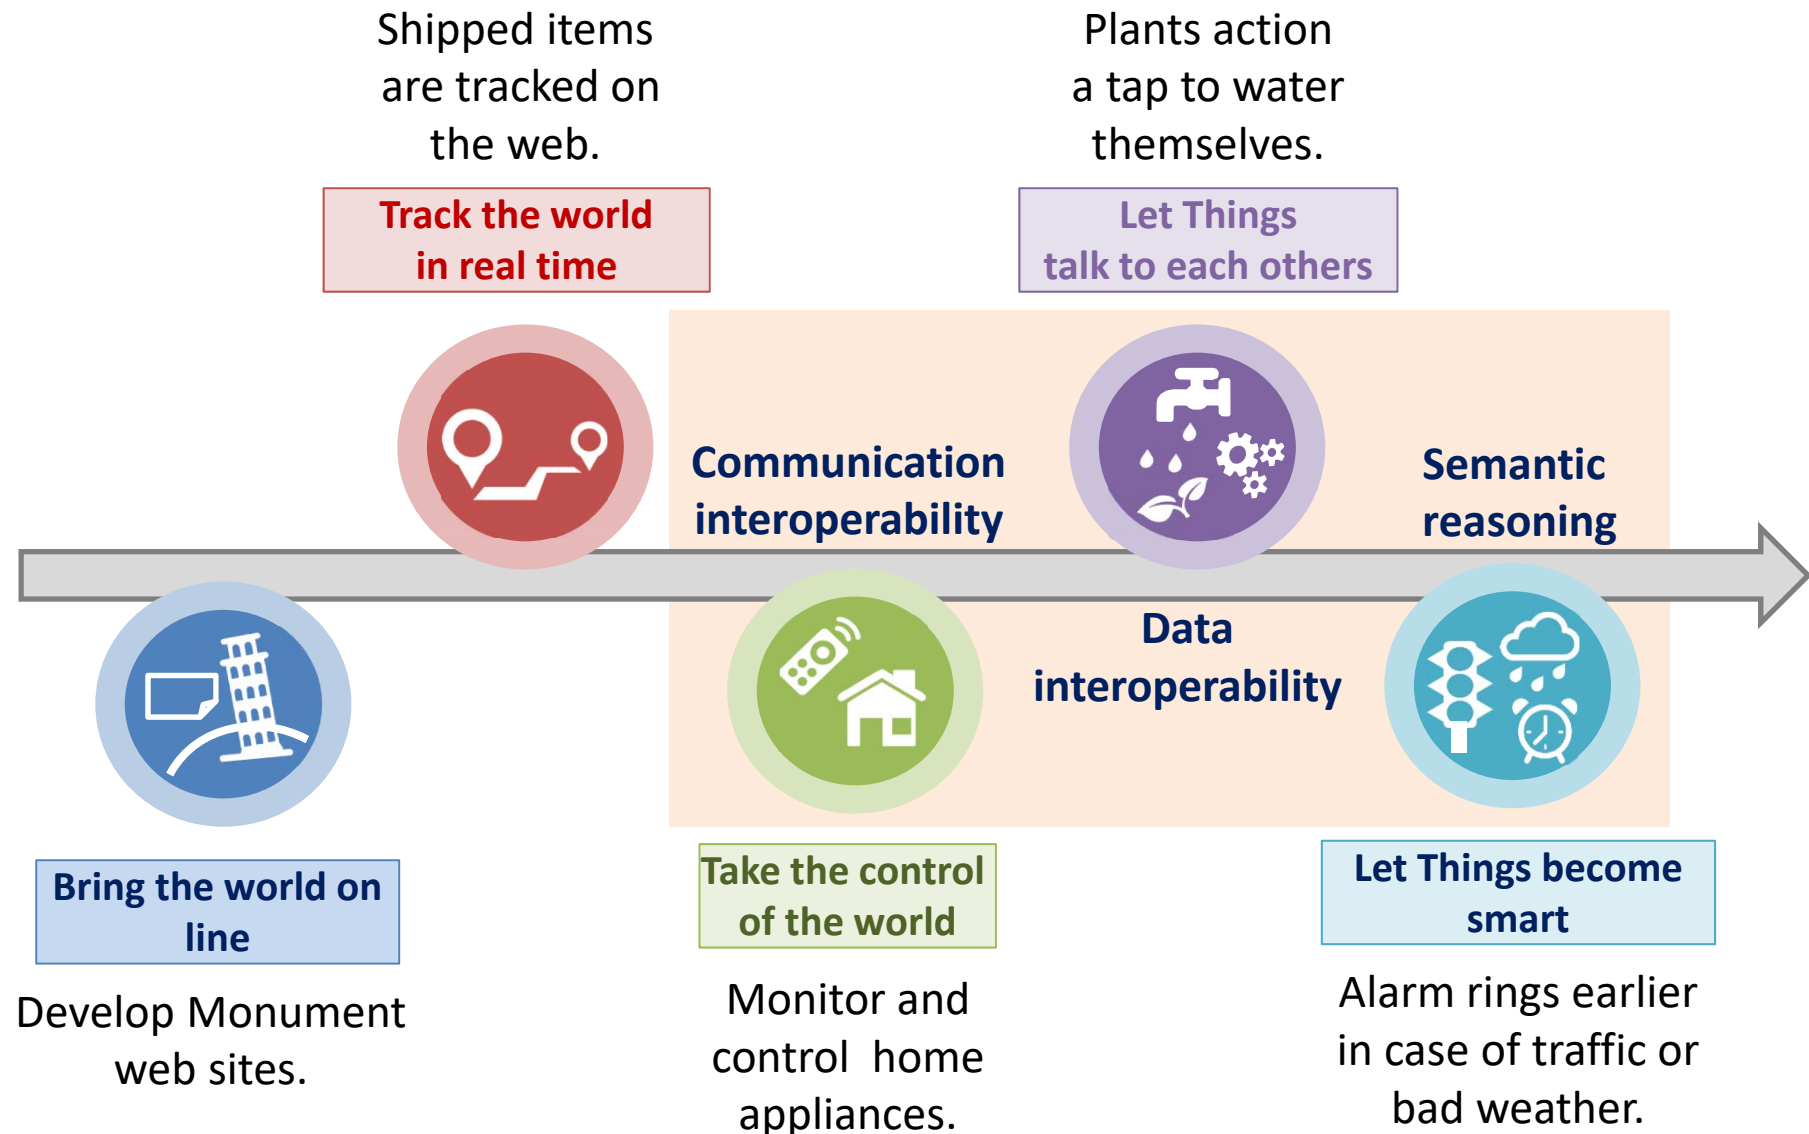 Shipped items
are tracked on
the web.
Track the world
in real time
Plants action
a tap to water
themselves.
Let Things
talk to each others
Communication
interoperability
Semantic
reasoning
Data
interoperability
Bring the world on
line
Develop Monument
web sites.
Take the control
of the world
Monitor and
control home
appliances.
Let Things become
smart
Alarm rings earlier
in case of traffic or
bad weather.